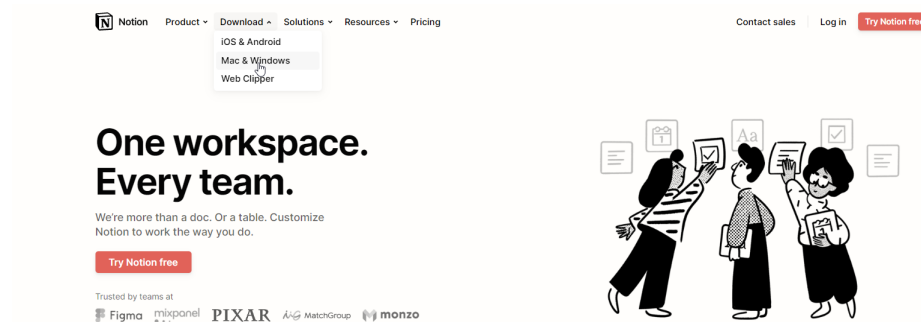 Notion Product Download Solutions Resources Pricing Contact sales Log in Try Notion free
iOS & Android
Mac & Windows
Web Clipper
Aa
1
One workspace.
Every team.
We're more than a doc. Or a table. Customize
Notion to work the way you do.
Try Notion free
Trusted by teams at
Figma mixpanel PIXAR MatchGroup monzo